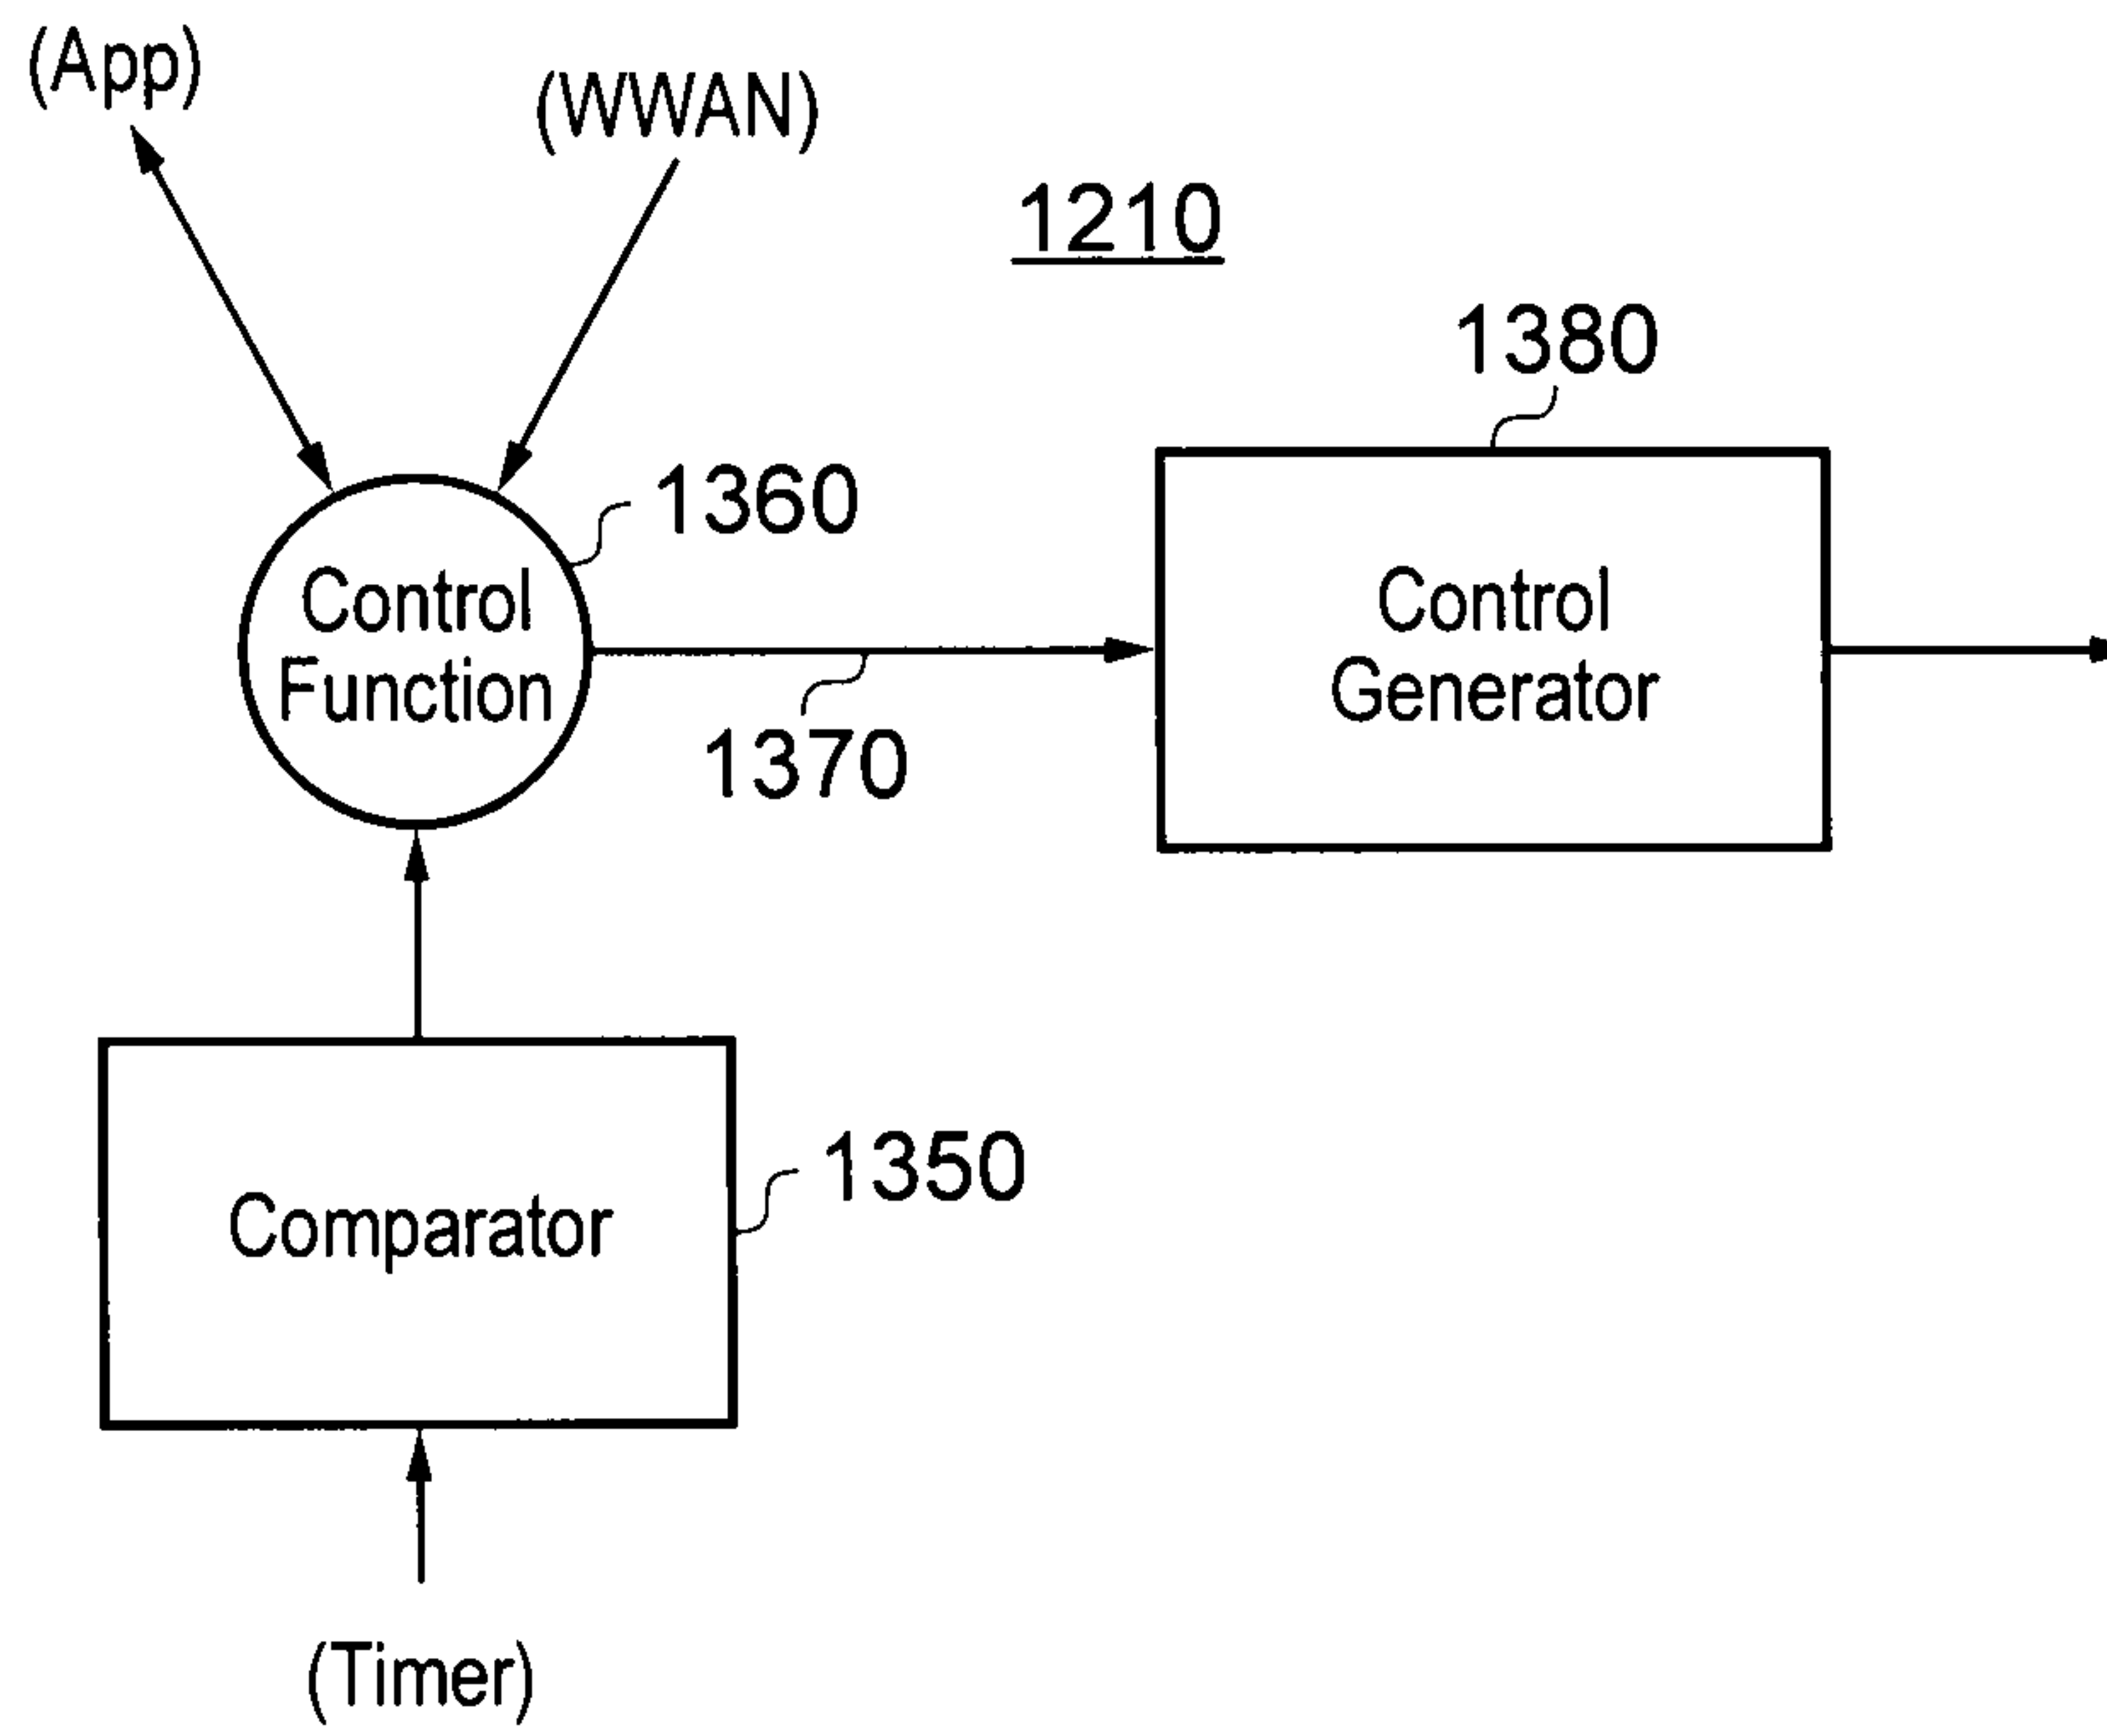 (App)
(WWAN)
1210
1380
1360
Control
Function
Control
Generator
1370
1350
Comparator
(Timer)